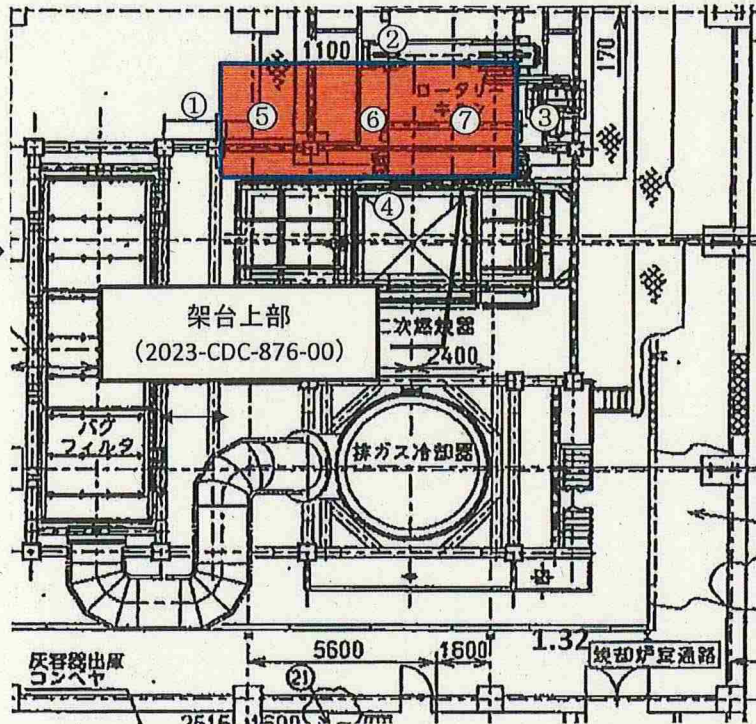 1100
②
170
ロータリ
キルン
①
⑤
⑥
⑦
③
④
架台上部
(2023-CDC-876-00)
二次燃焼器
2400
バグ
フィルタ
排ガス冷却器
5600
1800
1.32
焼却炉室通路
灰容器出庫
コンベヤ
㉑
2515
1600